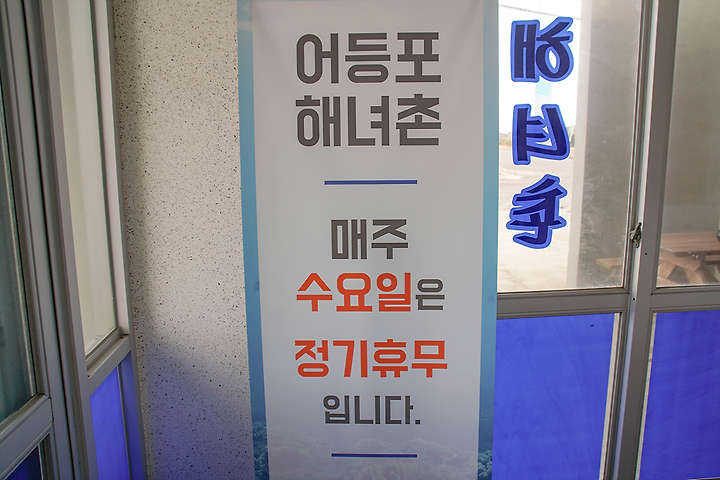 어등포
해녀촌
매주
수요일은
정기휴무
입니다.